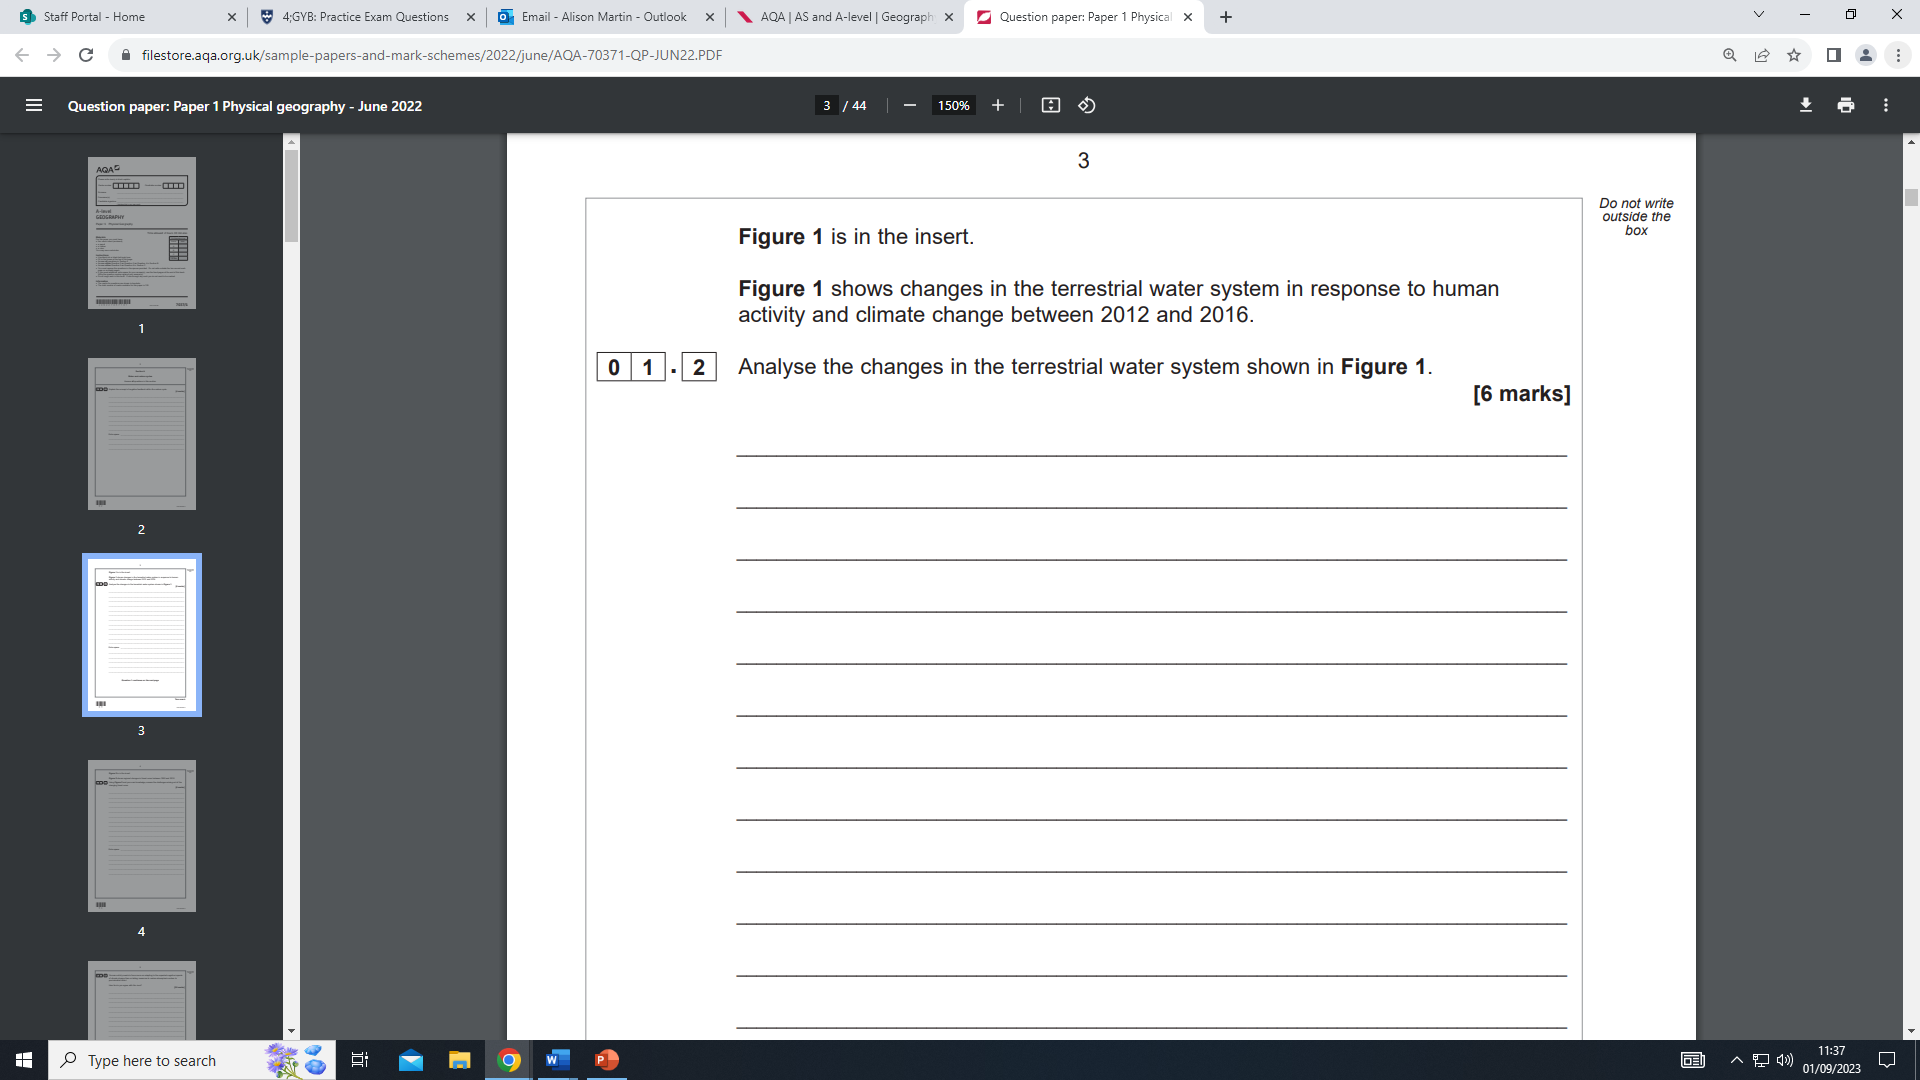 Staff Portal - Home
4;GYB: Practice Exam Questions
Email - Alison Martin - Outlook
AQA | AS and A-level | Geograph
Question paper: Paper 1 Physical
filestore.aqa.org.uk/sample-papers-and-mark-schemes/2022/june/AQA-70371-QP-JUN22.PDF
Question paper: Paper 1 Physical geography - June 2022
3 / 44
150%
AQA
A-level
GEOGRAPHY
1
2
3
4
3
Do not write
outside the
box
Figure 1 is in the insert.
Figure 1 shows changes in the terrestrial water system in response to human
activity and climate change between 2012 and 2016.
0 1 . 2 Analyse the changes in the terrestrial water system shown in Figure 1.
[6 marks]
Type here to search
11:37
01/09/2023